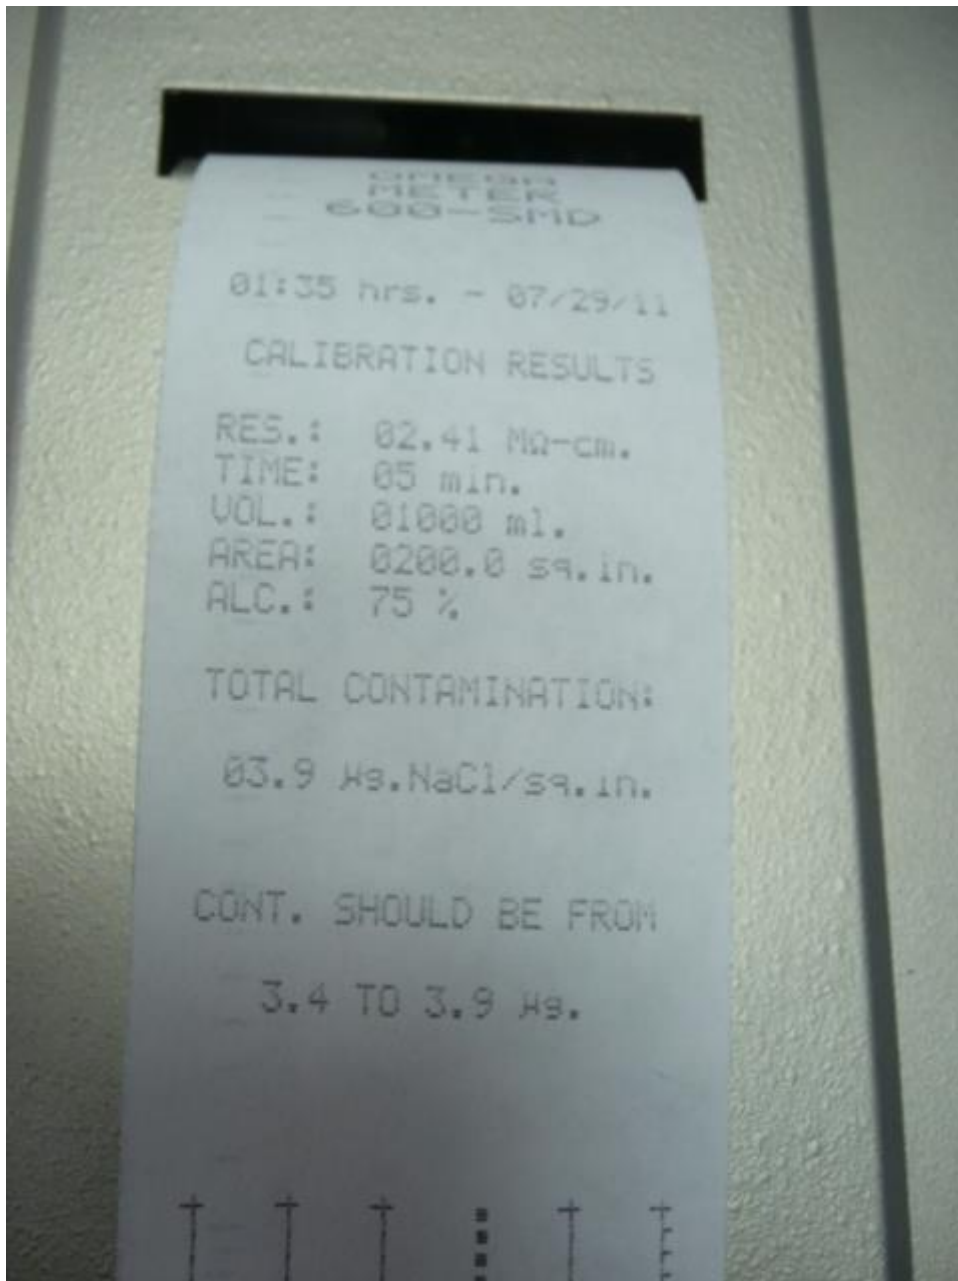 OMEGA
METER
600-SMD
01:35 hrs. - 07/29/11
CALIBRATION RESULTS
RES.: 02.41 MΩ-cm.
TIME: 05 min.
VOL.: 01000 ml.
AREA: 0200.0 sq.in.
ALC.: 75 %
TOTAL CONTAMINATION:
03.9 µg.NaCl/sq.in.
CONT. SHOULD BE FROM
3.4 TO 3.9 µg.